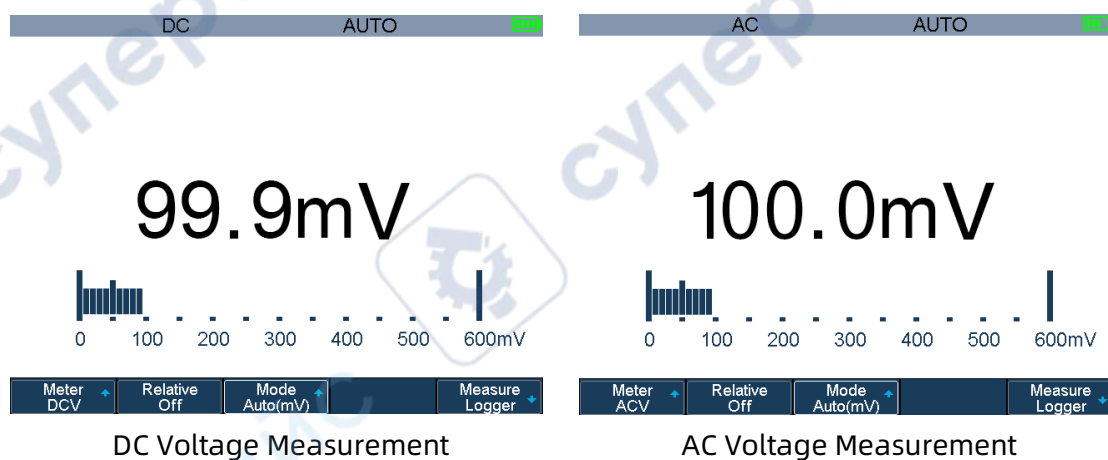 DC AUTO
99.9mV
0 100 200 300 400 500 600mV
Meter DCV Relative Off Mode Auto(mV) Measure Logger
DC Voltage Measurement
AC AUTO
100.0mV
0 100 200 300 400 500 600mV
Meter ACV Relative Off Mode Auto(mV) Measure Logger
AC Voltage Measurement